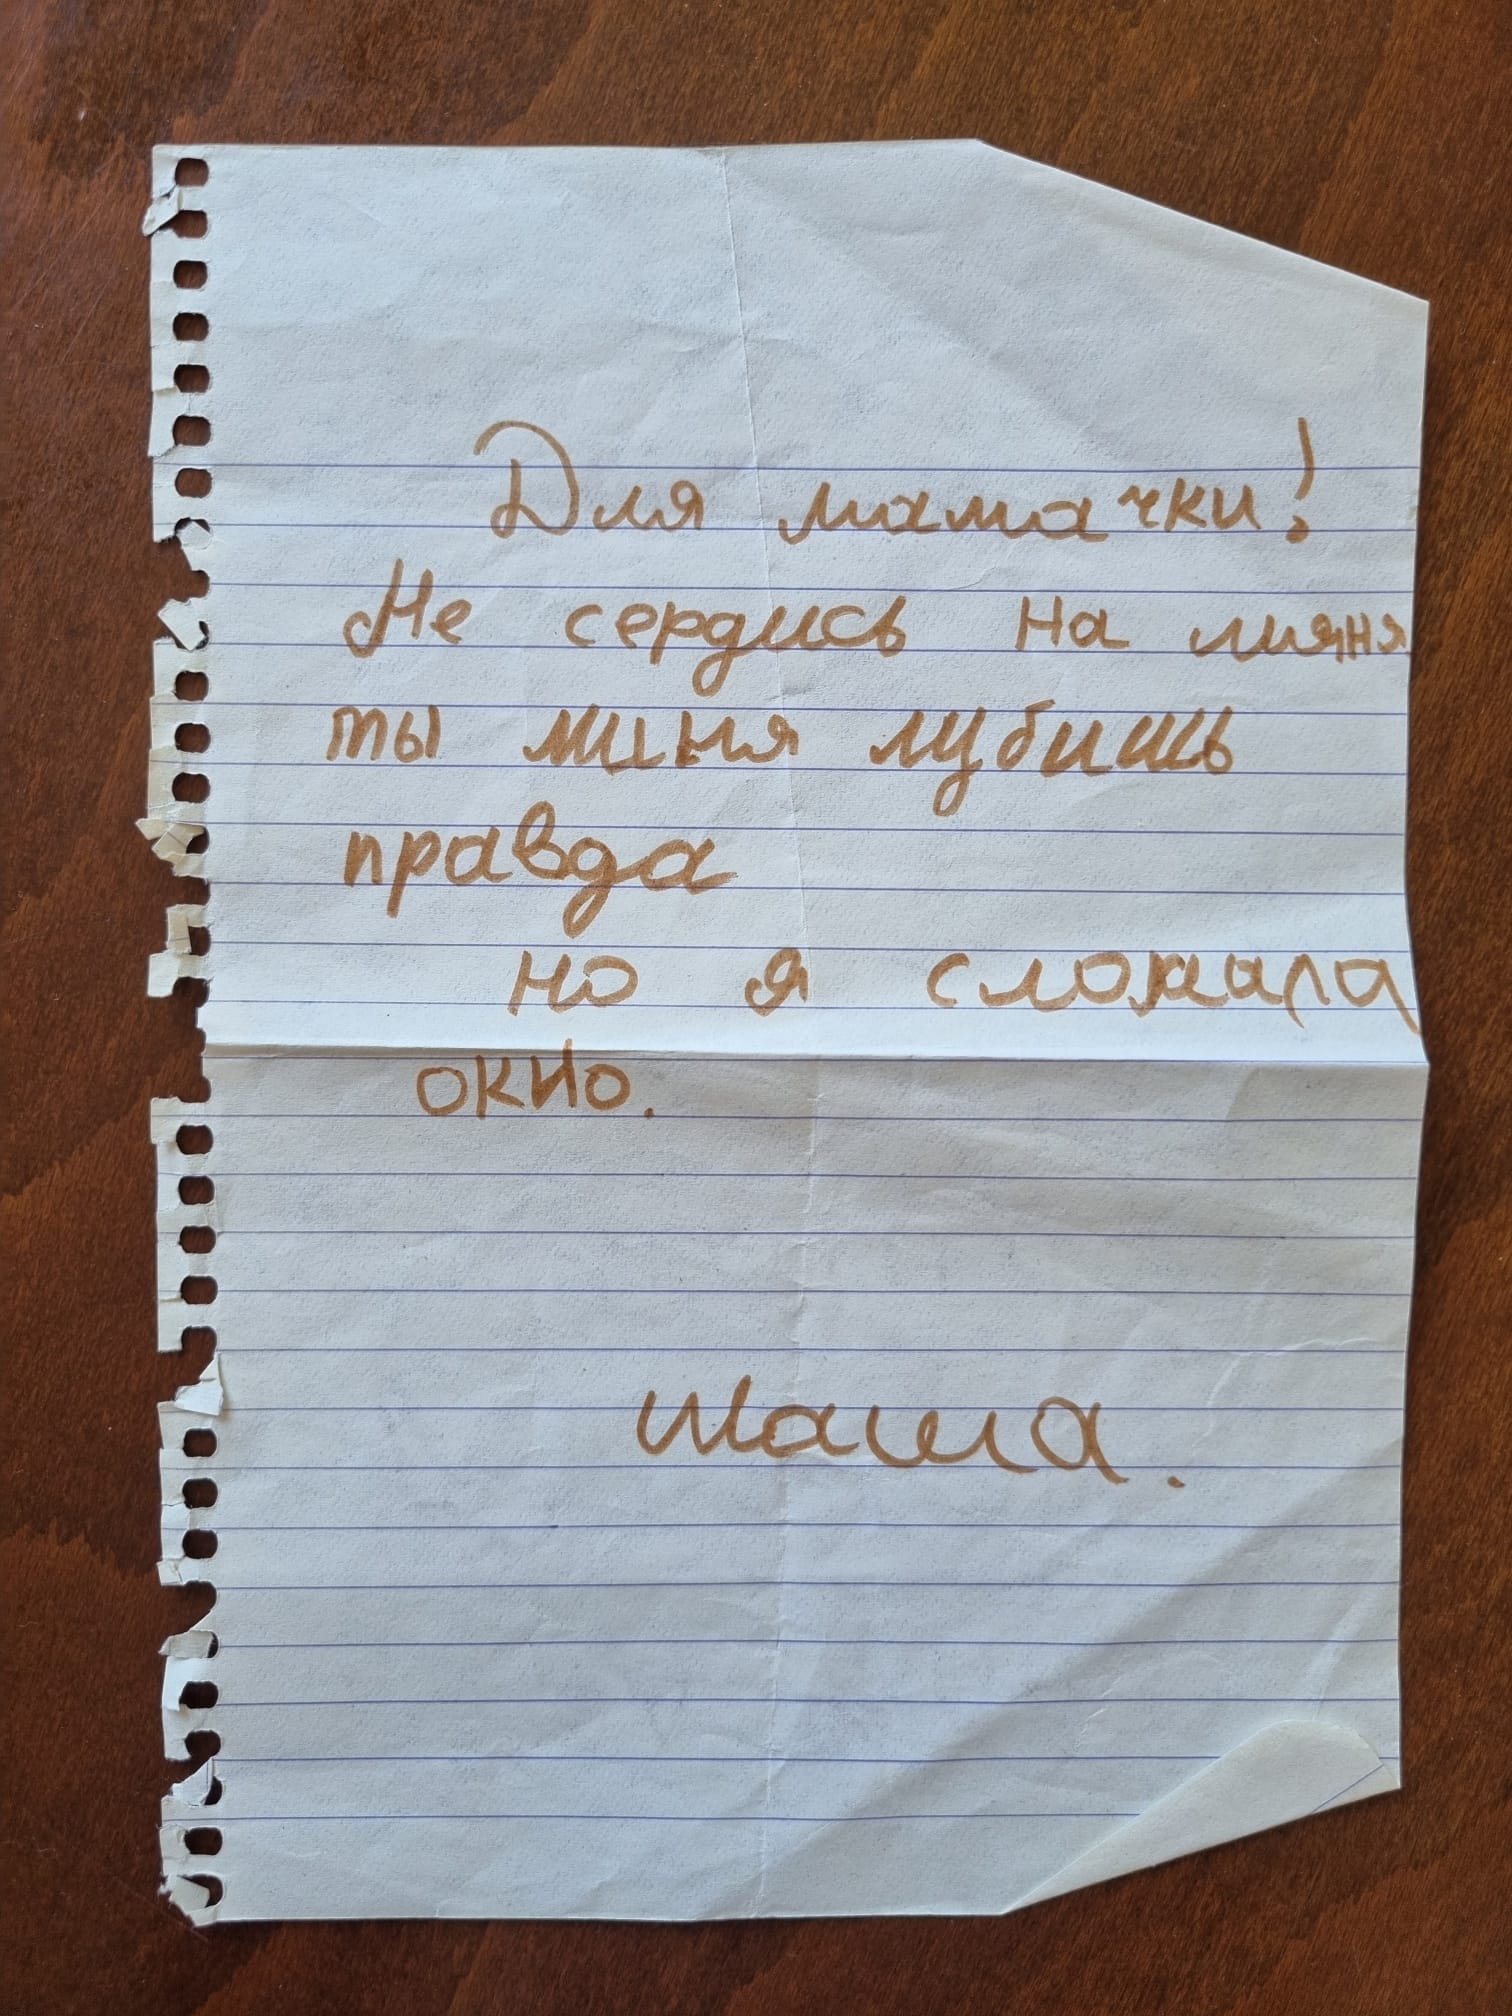 Для мамачки!
Не сердись на миня
ты миня лубишь
правда
но я сломала
окно.
Маша.